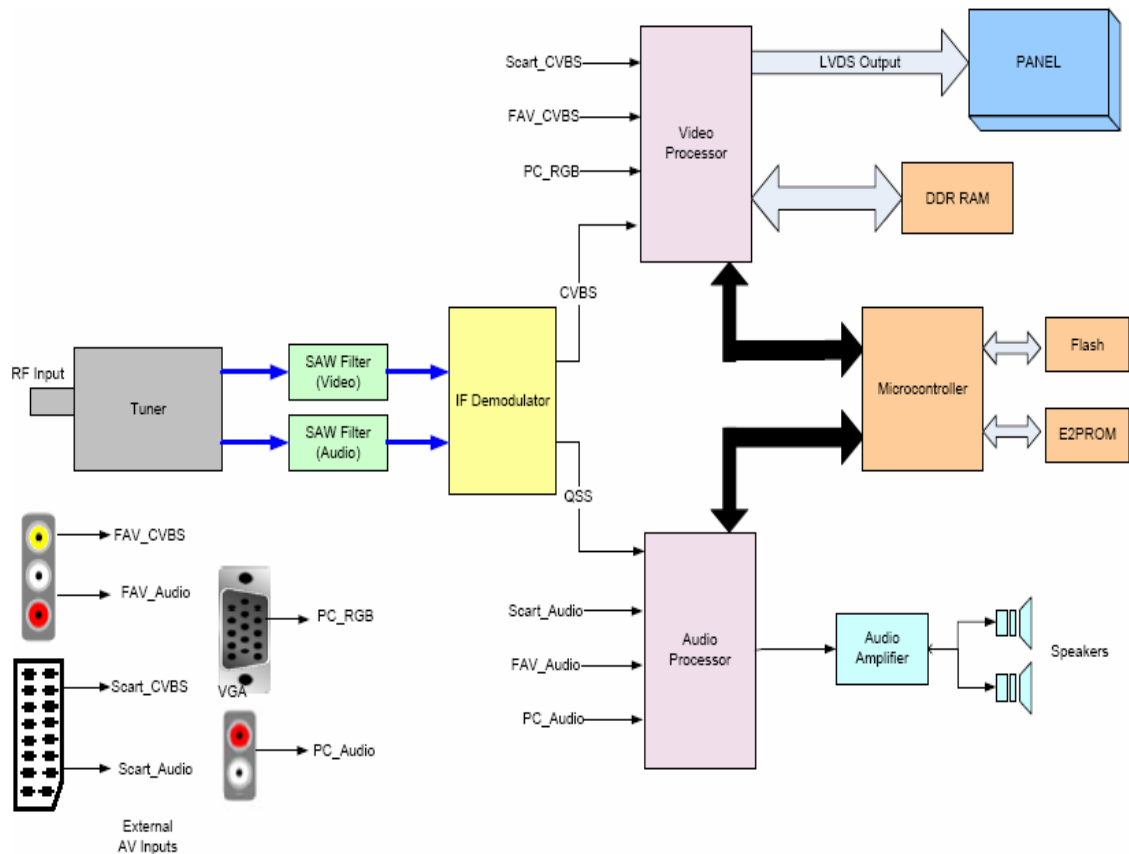 Scart_CVBS
LVDS Output
PANEL
FAV_CVBS
Video
Processor
PC_RGB
DDR RAM
CVBS
RF Input
Tuner
SAW Filter
(Video)
SAW Filter
(Audio)
IF Demodulator
Microcontroller
Flash
E2PROM
QSS
FAV_CVBS
FAV_Audio
PC_RGB
VGA
Scart_CVBS
PC_Audio
Scart_Audio
External
AV Inputs
Scart_Audio
FAV_Audio
PC_Audio
Audio
Processor
Audio
Amplifier
Speakers